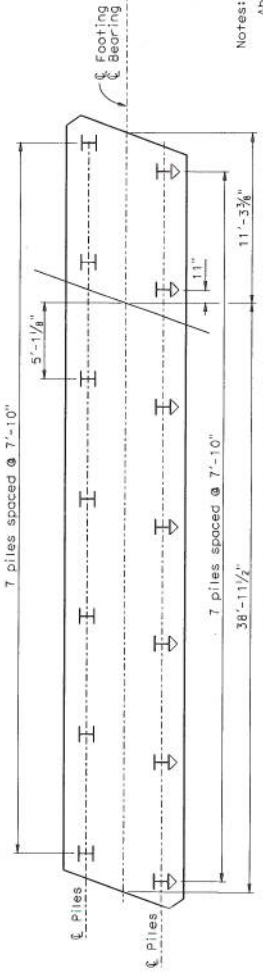 7 piles spaced @ 7'-10"
℄ Footing
℄ Bearing
5'-1⅛"
℄ Piles
11"
℄ Piles
7 piles spaced @ 7'-10"
38'-11½"
11'-3⅜"
Notes: